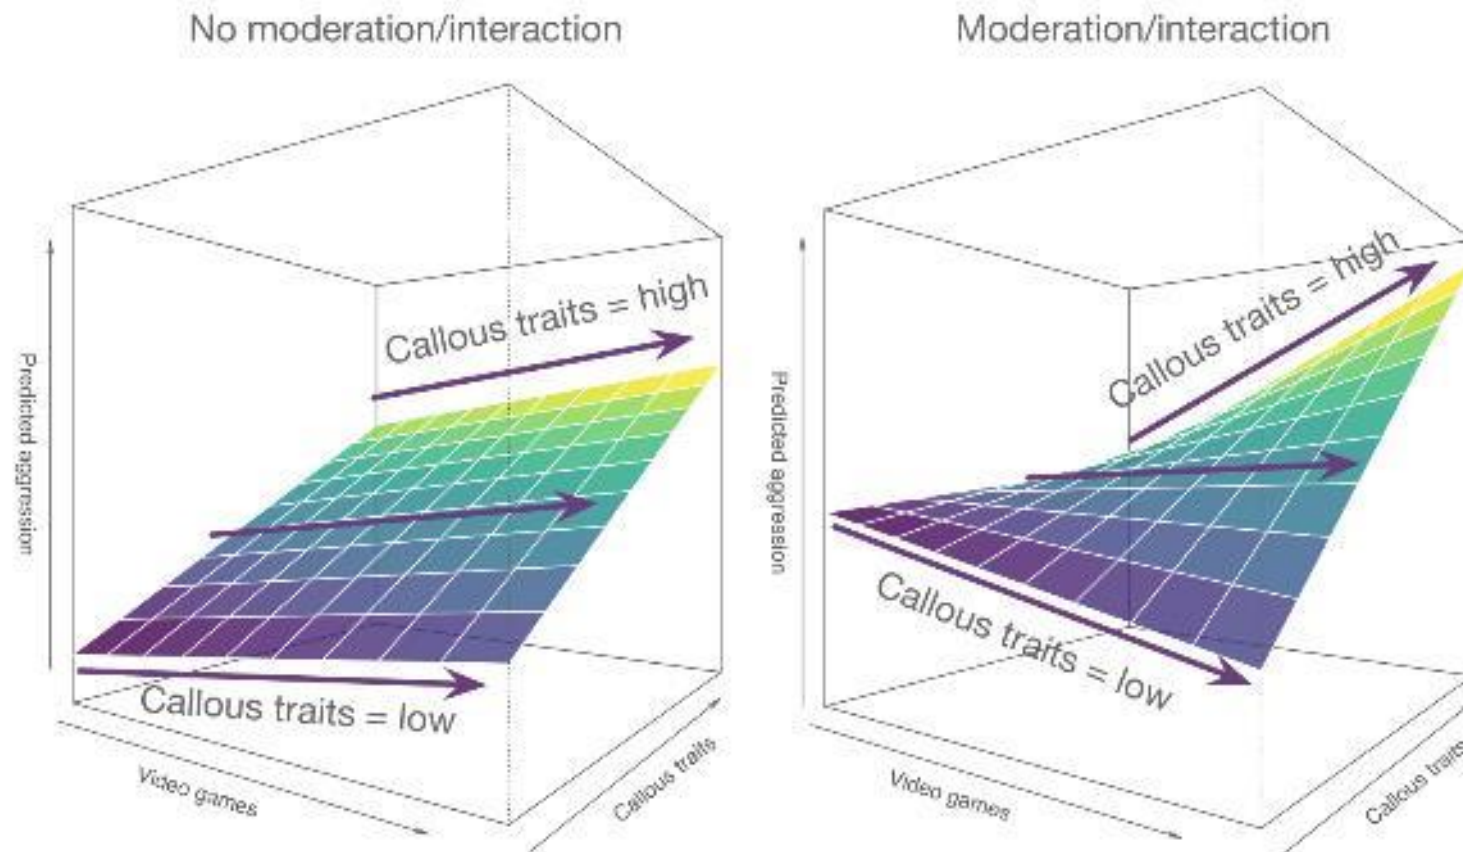 No moderation/interaction
Callous traits = high
Predicted aggression
Callous traits = low
Video games
Callous traits
Moderation/interaction
Callous traits = high
Predicted aggression
Callous traits = low
Video games
Callous traits